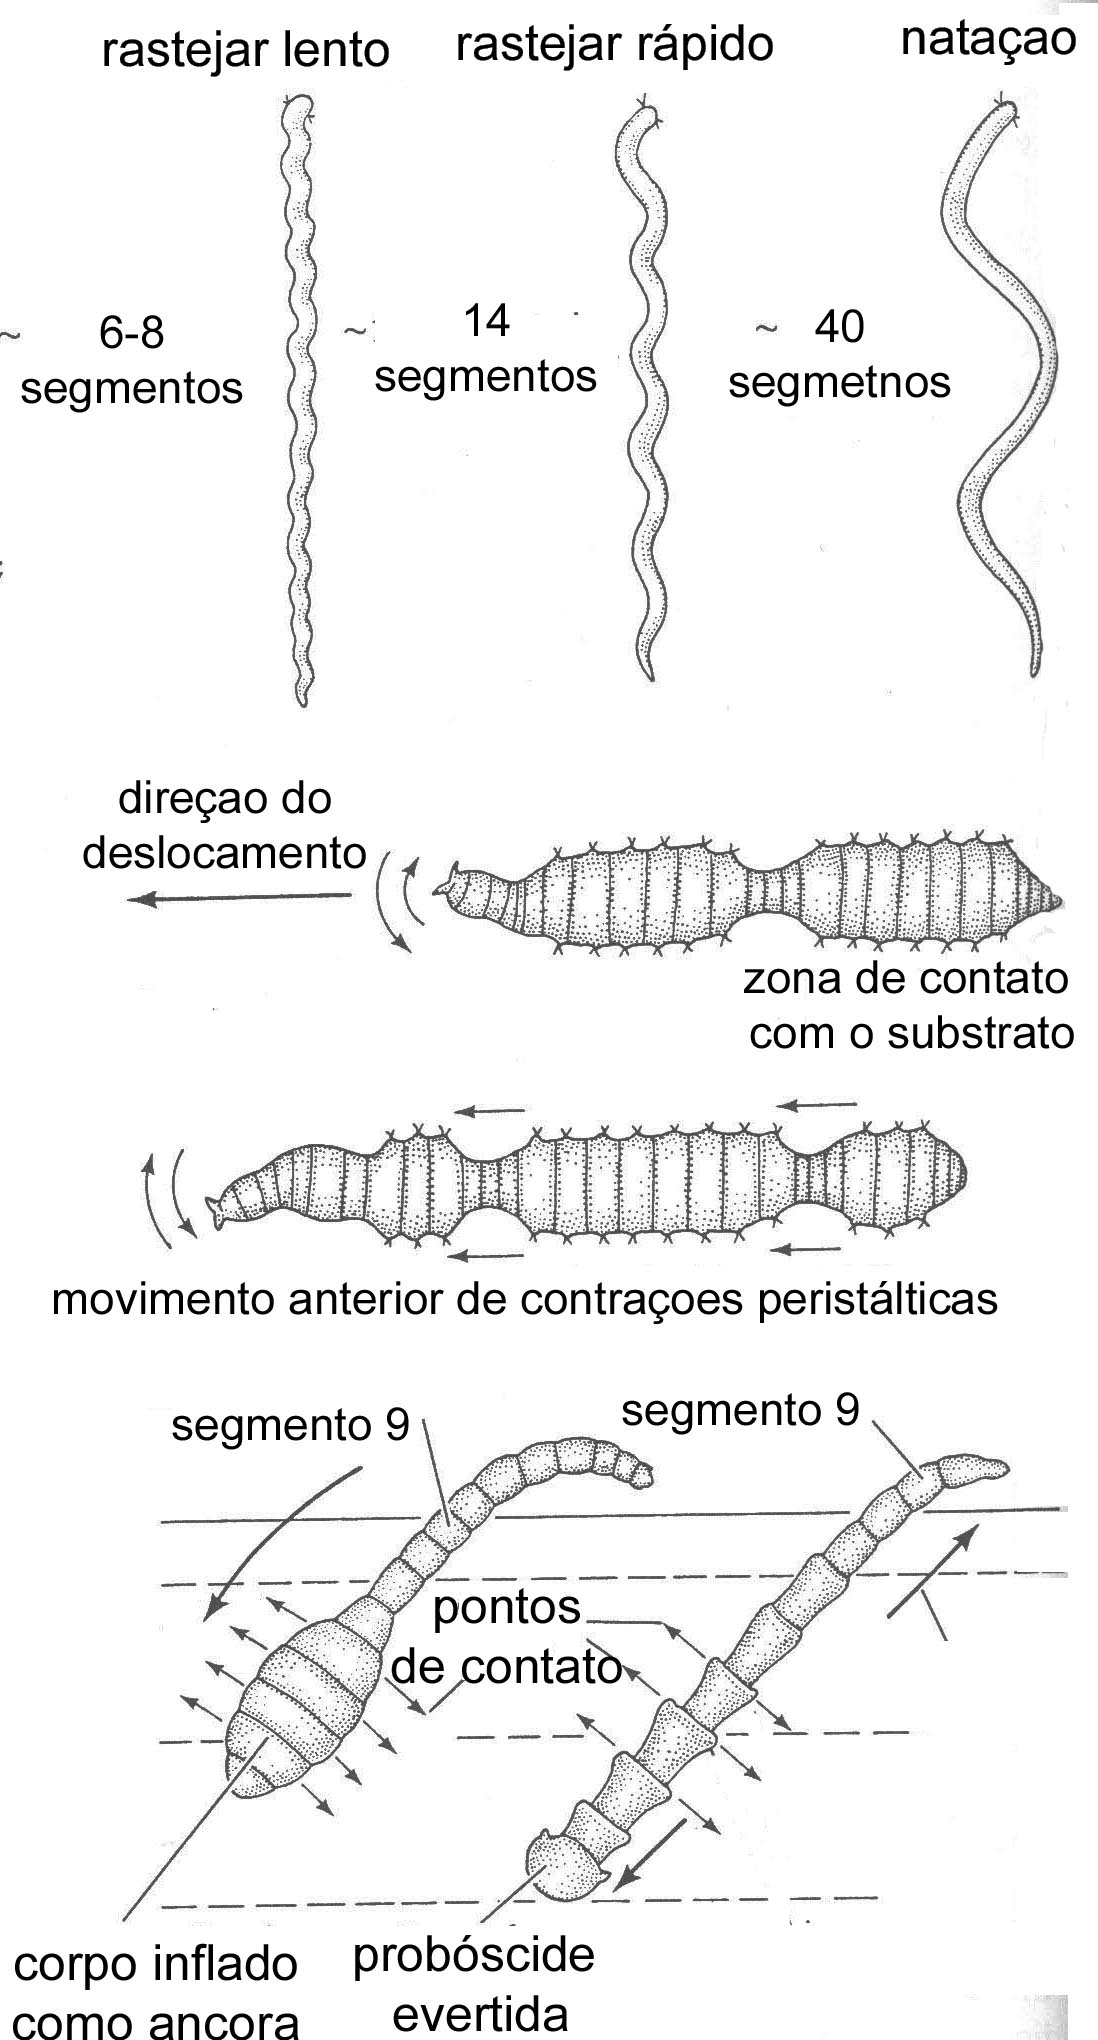 rastejar lento
rastejar rápido
nataçao
~ 6-8
segmentos
~ 14
segmentos
~ 40
segmetnos
direçao do
deslocamento
zona de contato
com o substrato
movimento anterior de contraçoes peristálticas
segmento 9
segmento 9
pontos
de contato
corpo inflado
como ancora
probóscide
evertida